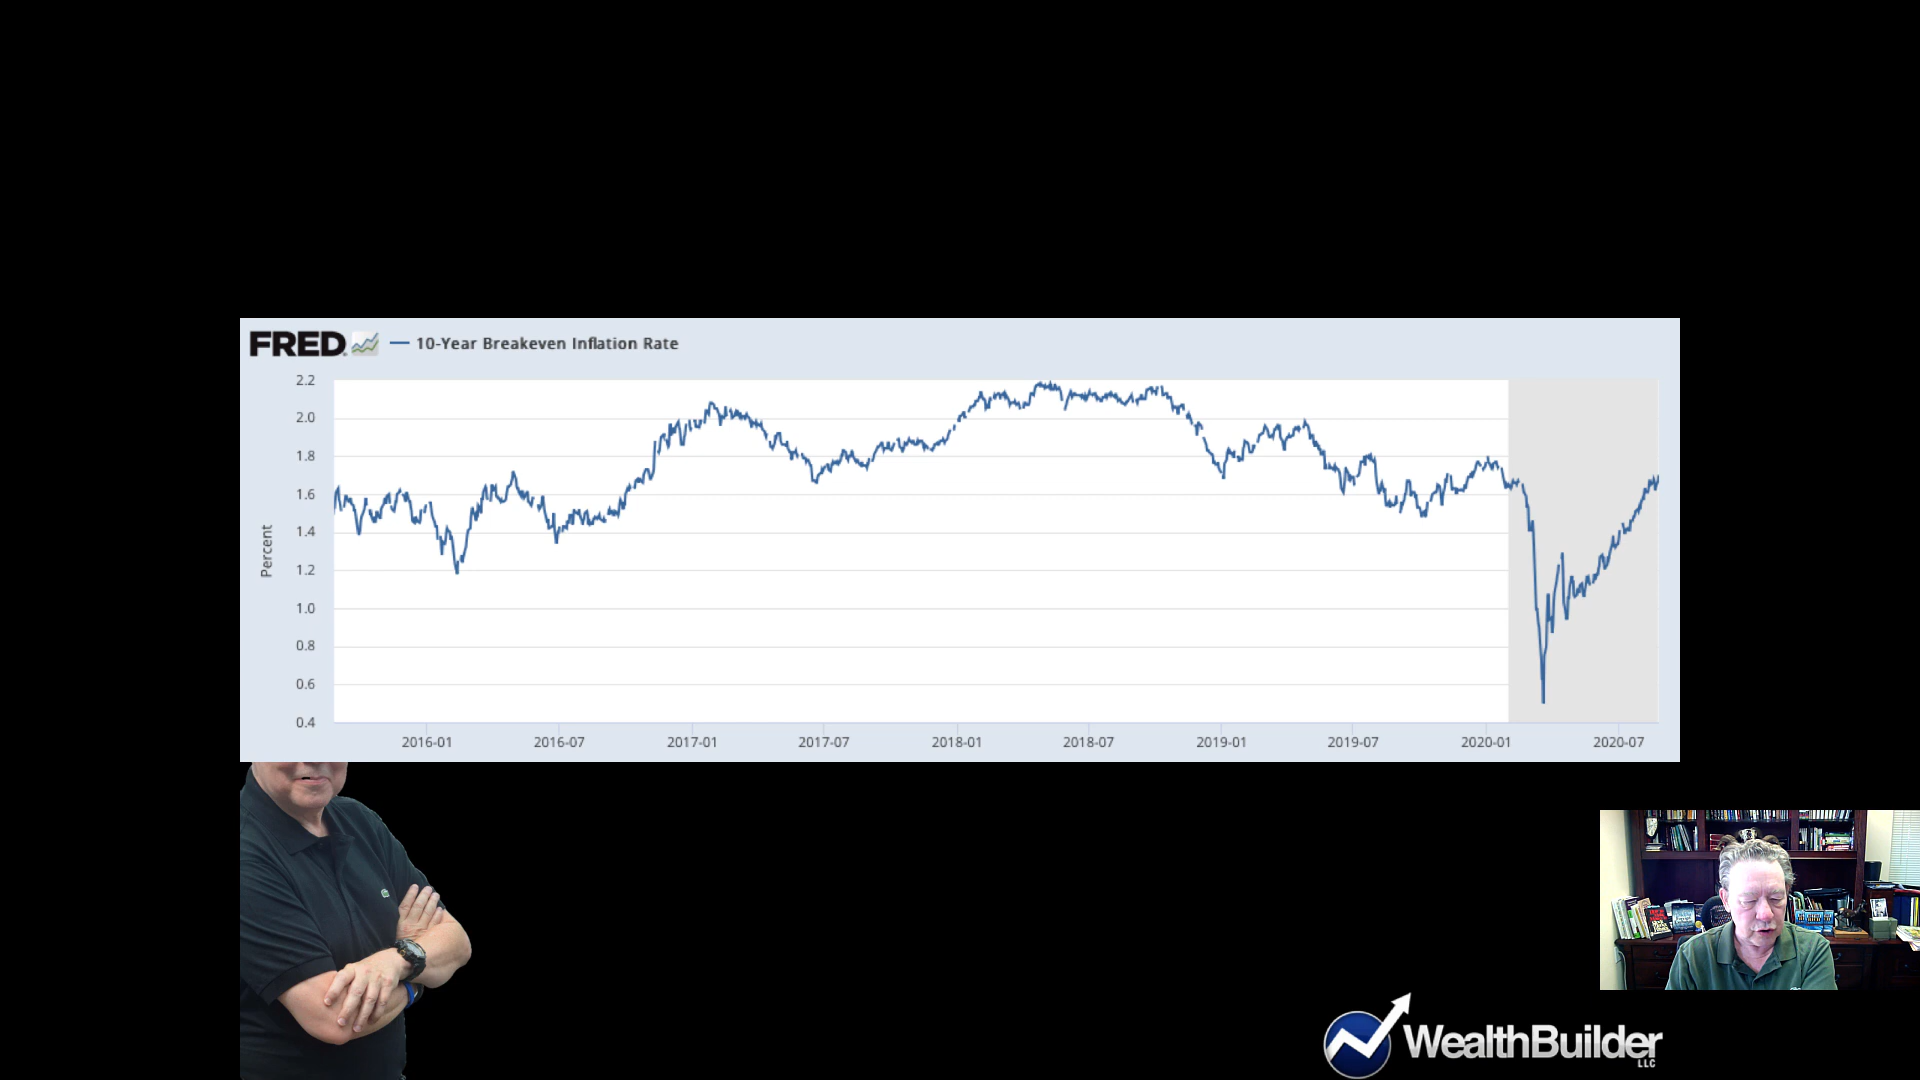 FRED
10-Year Breakeven Inflation Rate
2.2
2.0
1.8
1.6
1.4
1.2
1.0
0.8
0.6
0.4
Percent
2016-01 2016-07 2017-01 2017-07 2018-01 2018-07 2019-01 2019-07 2020-01 2020-07
WealthBuilder
LLC